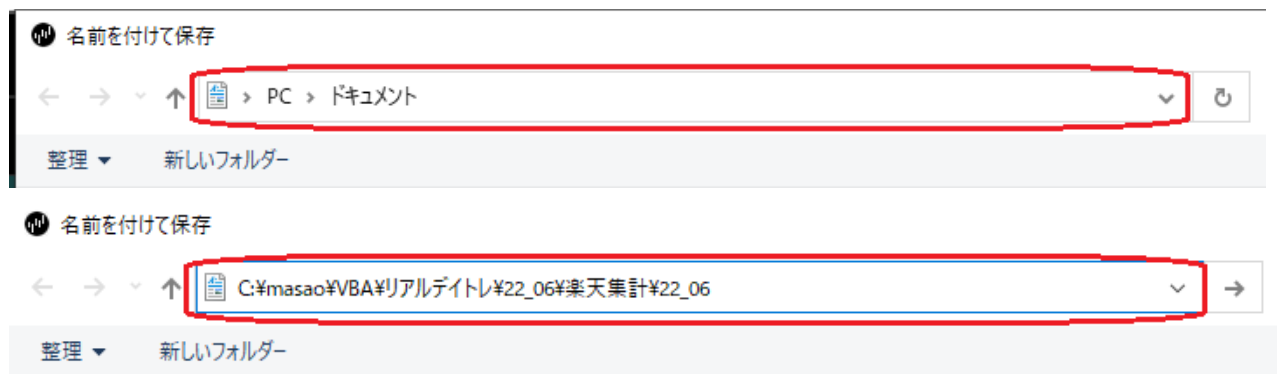 名前を付けて保存
PC > ドキュメント
整理 新しいフォルダー
名前を付けて保存
C:¥masao¥VBA¥リアルデイトレ¥22_06¥楽天集計¥22_06
整理 新しいフォルダー